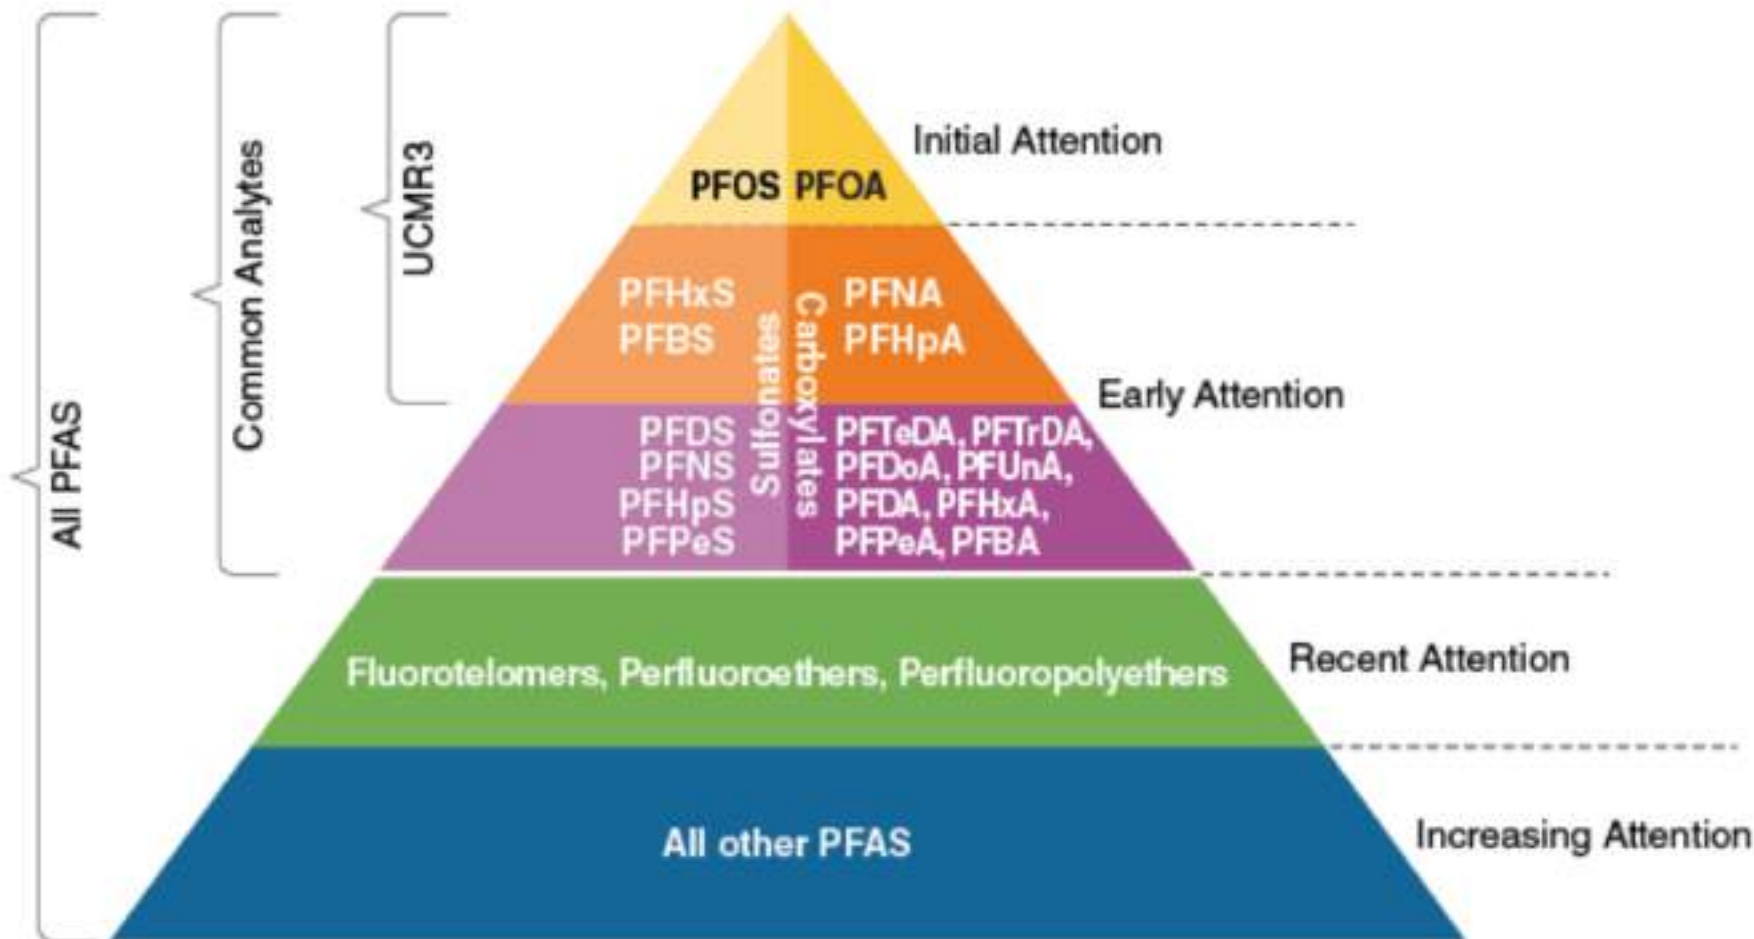 All PFAS
Common Analytes
UCMR3
PFOS PFOA
Initial Attention
PFHxS
PFBS
Sulfonates
Carboxylates
PFNA
PFHpA
Early Attention
PFDS
PFNS
PFHpS
PFPeS
PFTeDA, PFTrDA,
PFDoA, PFUnA,
PFDA, PFHxA,
PFPeA, PFBA
Fluorotelomers, Perfluoroethers, Perfluoropolyethers
Recent Attention
All other PFAS
Increasing Attention